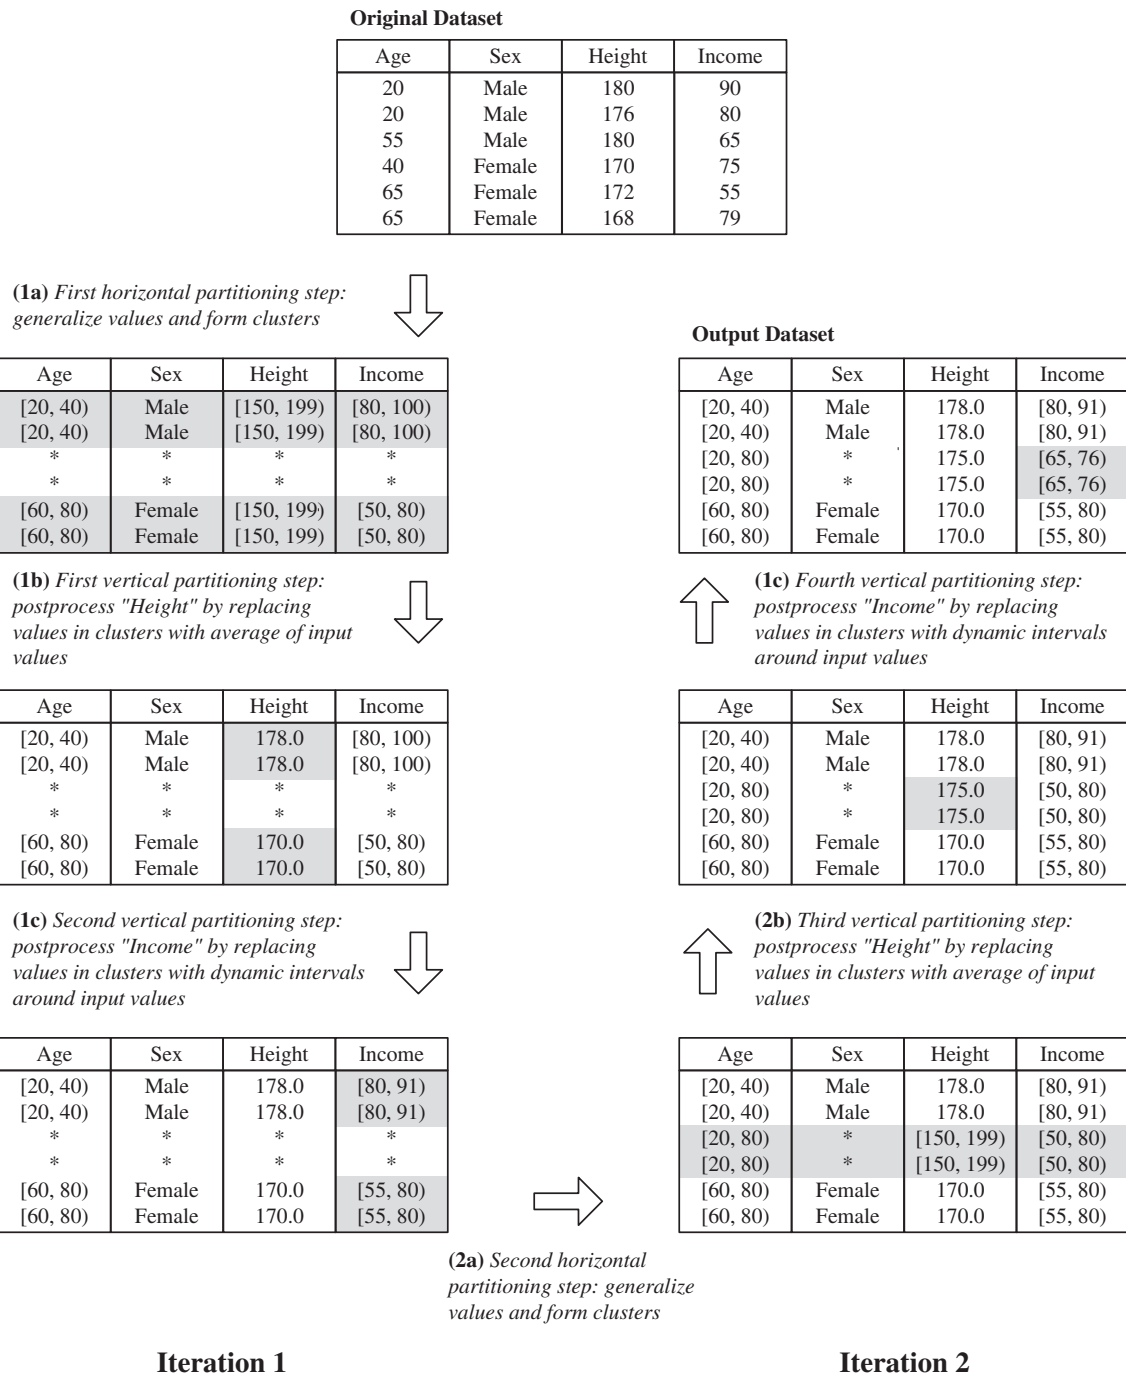 Original Dataset
Age Sex Height Income
20 Male 180 90
20 Male 176 80
55 Male 180 65
40 Female 170 75
65 Female 172 55
65 Female 168 79
(1a) First horizontal partitioning step:
generalize values and form clusters
Age Sex Height Income
[20, 40) Male [150, 199) [80, 100)
[20, 40) Male [150, 199) [80, 100)
* * * *
* * * *
[60, 80) Female [150, 199) [50, 80)
[60, 80) Female [150, 199) [50, 80)
(1b) First vertical partitioning step:
postprocess "Height" by replacing
values in clusters with average of input
values
Age Sex Height Income
[20, 40) Male 178.0 [80, 100)
[20, 40) Male 178.0 [80, 100)
* * * *
* * * *
[60, 80) Female 170.0 [50, 80)
[60, 80) Female 170.0 [50, 80)
(1c) Second vertical partitioning step:
postprocess "Income" by replacing
values in clusters with dynamic intervals
around input values
Age Sex Height Income
[20, 40) Male 178.0 [80, 91)
[20, 40) Male 178.0 [80, 91)
* * * *
* * * *
[60, 80) Female 170.0 [55, 80)
[60, 80) Female 170.0 [55, 80)
(2a) Second horizontal
partitioning step: generalize
values and form clusters
Age Sex Height Income
[20, 40) Male 178.0 [80, 91)
[20, 40) Male 178.0 [80, 91)
[20, 80) * [150, 199) [50, 80)
[20, 80) * [150, 199) [50, 80)
[60, 80) Female 170.0 [55, 80)
[60, 80) Female 170.0 [55, 80)
(2b) Third vertical partitioning step:
postprocess "Height" by replacing
values in clusters with average of input
values
Age Sex Height Income
[20, 40) Male 178.0 [80, 91)
[20, 40) Male 178.0 [80, 91)
[20, 80) * 175.0 [50, 80)
[20, 80) * 175.0 [50, 80)
[60, 80) Female 170.0 [55, 80)
[60, 80) Female 170.0 [55, 80)
(1c) Fourth vertical partitioning step:
postprocess "Income" by replacing
values in clusters with dynamic intervals
around input values
Output Dataset
Age Sex Height Income
[20, 40) Male 178.0 [80, 91)
[20, 40) Male 178.0 [80, 91)
[20, 80) * 175.0 [65, 76)
[20, 80) * 175.0 [65, 76)
[60, 80) Female 170.0 [55, 80)
[60, 80) Female 170.0 [55, 80)
Iteration 1
Iteration 2